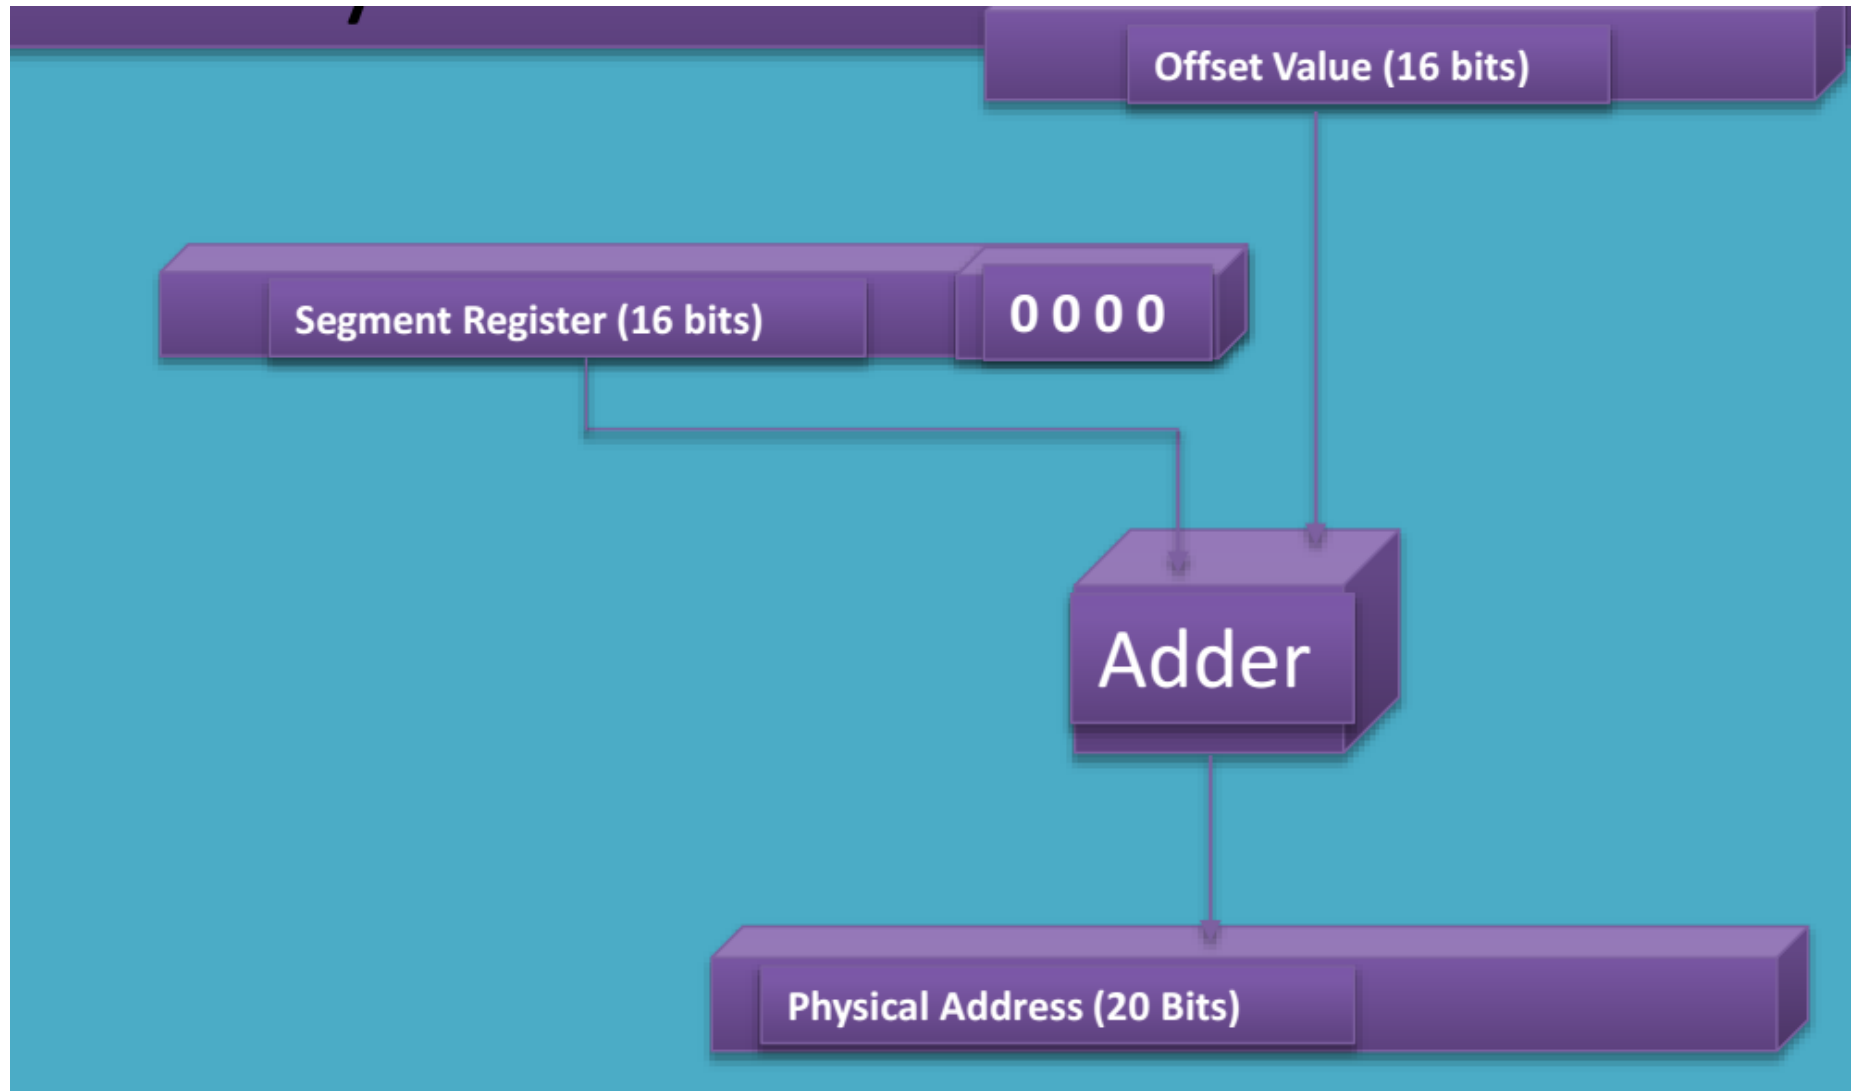 Offset Value (16 bits)
Segment Register (16 bits)
0 0 0 0
Adder
Physical Address (20 Bits)